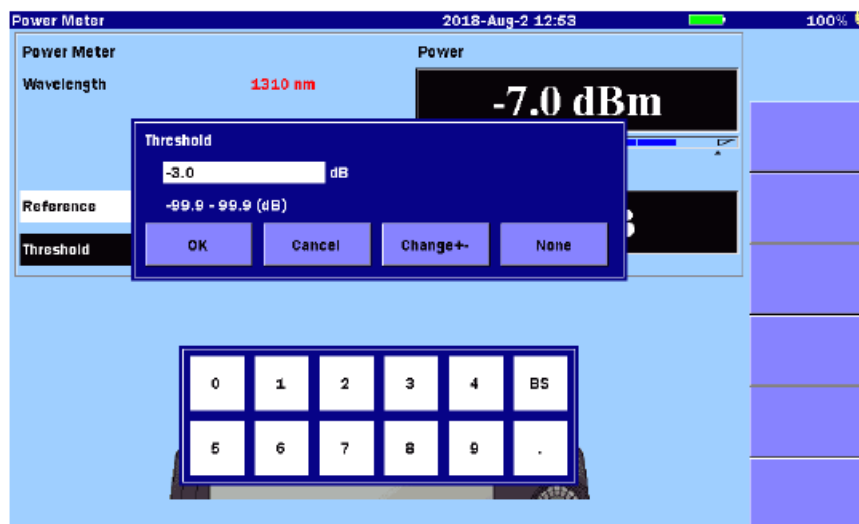 Power Meter 2018-Aug-2 12:53 100%
Power Meter Power
Wavelength 1310 nm
-7.0 dBm
Threshold
-3.0 dB
-99.9 - 99.9 (dB)
Reference
Threshold
OK Cancel Change+- None
0 1 2 3 4 BS
5 6 7 8 9 .